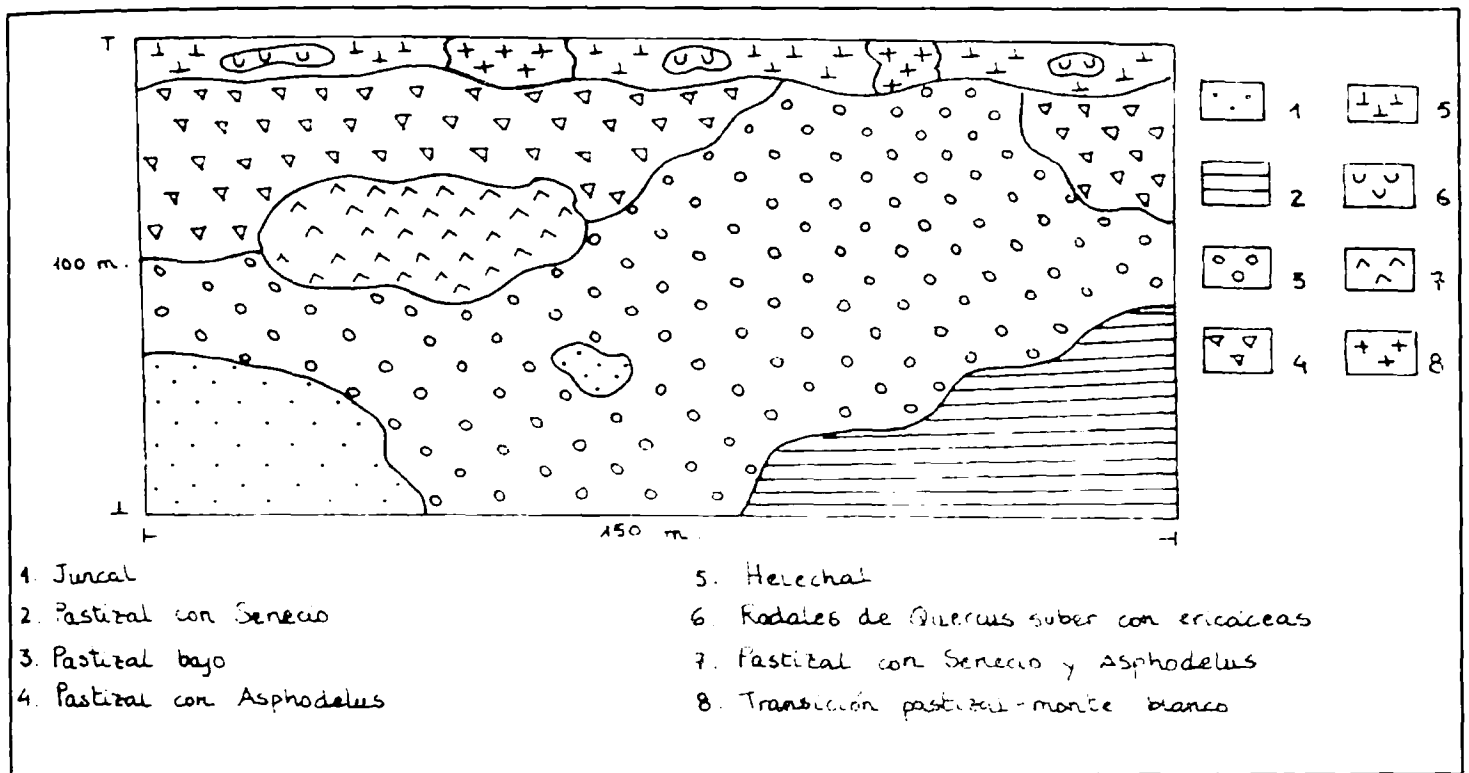 1 5
2 6
100 m.
3 7
4 8
150 m.
1. Juncal
2. Pastizal con Senecio
3. Pastizal bajo
4. Pastizal con Asphodelus
5. Helechal
6. Rodales de Quercus suber con ericáceas
7. Pastizal con Senecio y Asphodelus
8. Transición pastizal-monte blanco